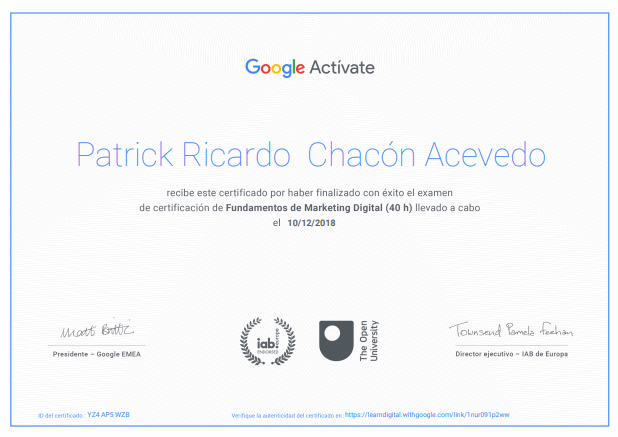 Google Actívate
Patrick Ricardo Chacón Acevedo
recibe este certificado por haber finalizado con éxito el examen
de certificación de Fundamentos de Marketing Digital (40 h) llevado a cabo
el 10/12/2018
Matt Brittin
Townsend Pamela Feehan
iab europe
ENDORSED
The Open
University
Presidente – Google EMEA
Director ejecutivo – IAB de Europa
ID del certificado : YZ4 APS WZB
Verifique la autenticidad del certificado en: https://learndigital.withgoogle.com/link/1nur091p2ww